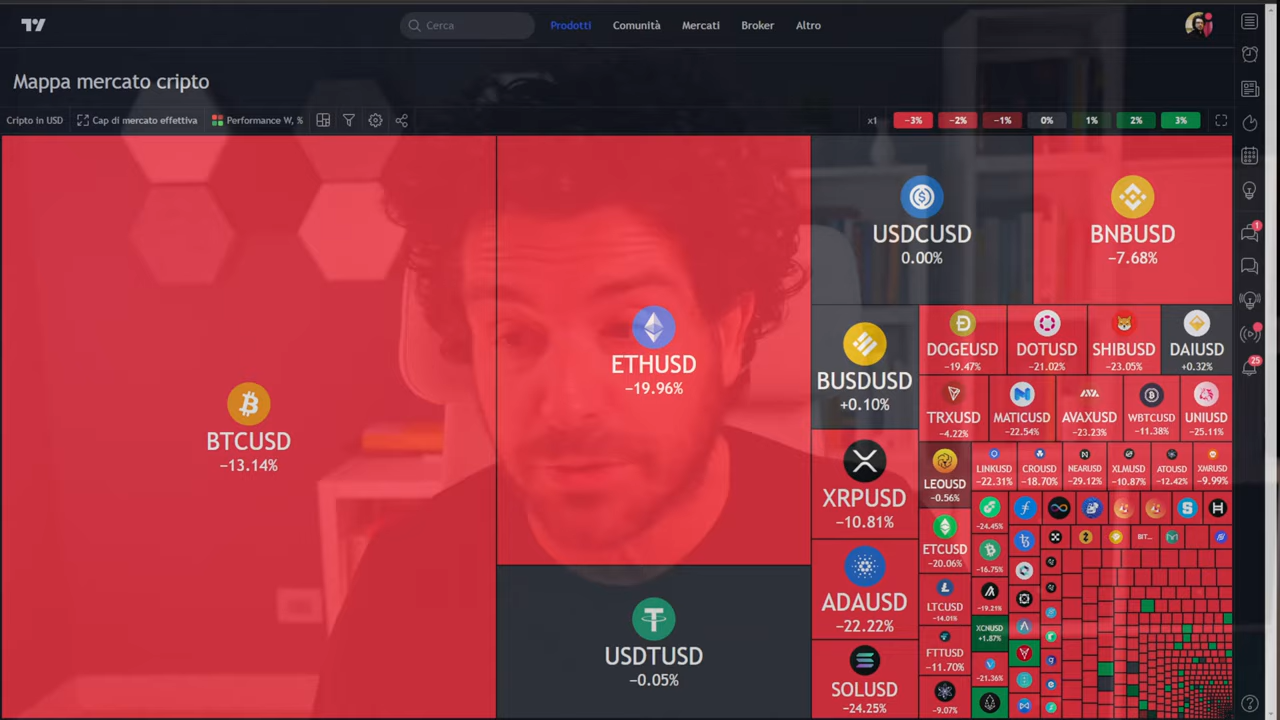 Cerca
Prodotti
Comunità
Mercati
Broker
Altro
Mappa mercato cripto
Cripto in USD
Cap di mercato effettiva
Performance W, %
x1
−3%
−2%
−1%
0%
1%
2%
3%
BTCUSD
−13.14%
ETHUSD
−19.96%
USDTUSD
−0.05%
USDCUSD
0.00%
BNBUSD
−7.68%
BUSDUSD
+0.10%
XRPUSD
−10.81%
ADAUSD
−22.22%
SOLUSD
−24.25%
DOGEUSD
−19.47%
DOTUSD
−21.02%
SHIBUSD
−23.05%
DAIUSD
+0.32%
TRXUSD
−4.22%
MATICUSD
−22.54%
AVAXUSD
−23.23%
WBTCUSD
−11.38%
UNIUSD
−25.11%
LEOUSD
−0.56%
LINKUSD
−22.31%
CROUSD
−18.70%
NEARUSD
−29.12%
XLMUSD
−10.87%
ATOUSD
−12.42%
XMRUSD
−9.99%
ETCUSD
−20.06%
LTCUSD
−14.01%
FTTUSD
−11.70%
−9.07%
−24.45%
−16.75%
−19.21%
XCNUSD
+1.87%
−21.36%
BIT...
1
25